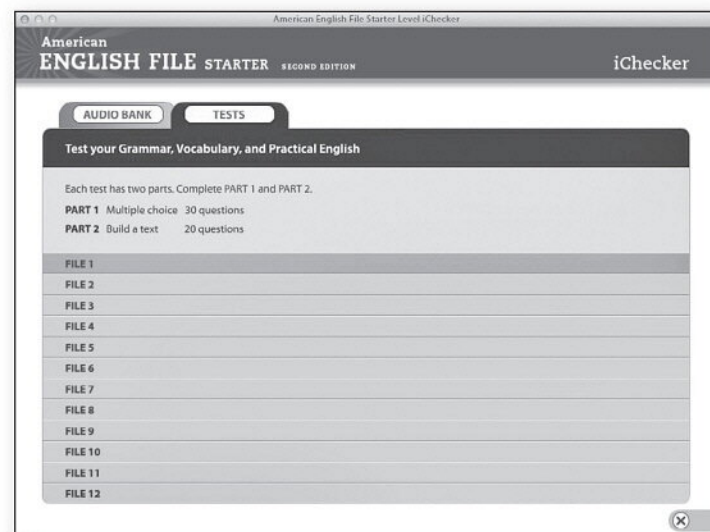 American English File Starter Level iChecker
American
ENGLISH FILE STARTER SECOND EDITION
iChecker
AUDIO BANK
TESTS
Test your Grammar, Vocabulary, and Practical English
Each test has two parts. Complete PART 1 and PART 2.
PART 1 Multiple choice 30 questions
PART 2 Build a text 20 questions
FILE 1
FILE 2
FILE 3
FILE 4
FILE 5
FILE 6
FILE 7
FILE 8
FILE 9
FILE 10
FILE 11
FILE 12